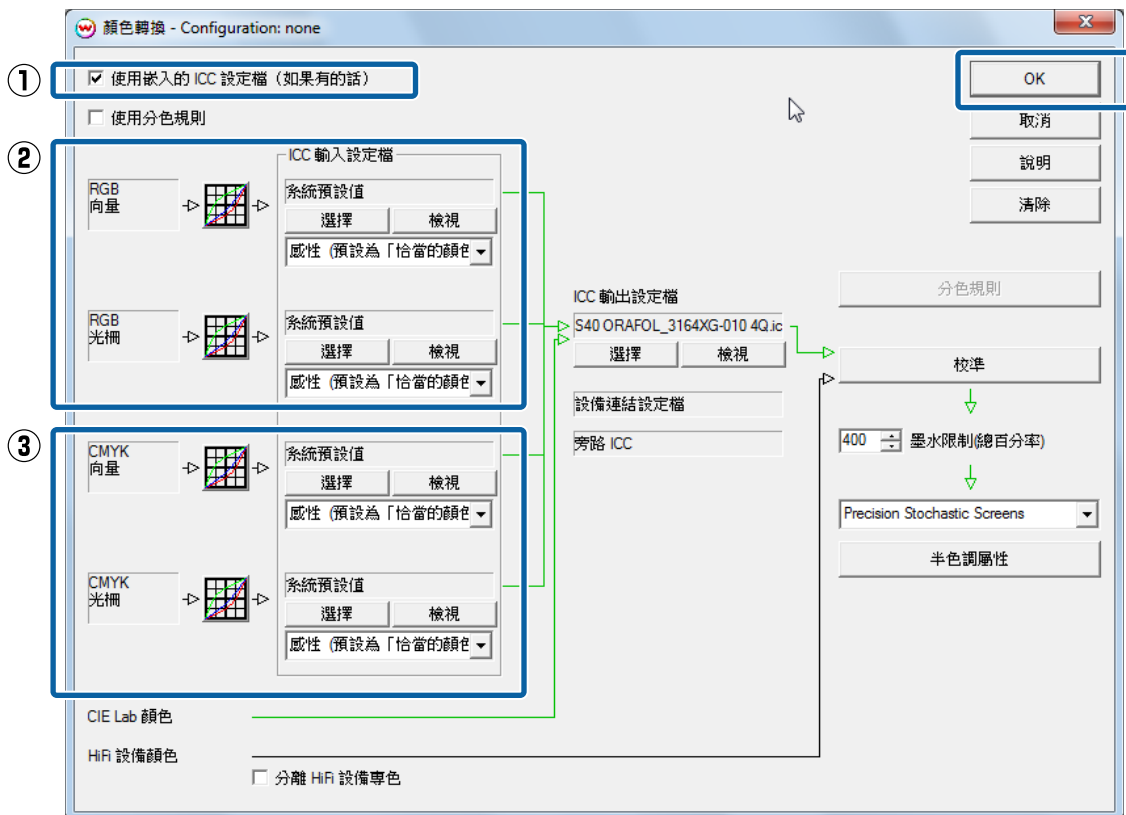 顏色轉換 - Configuration: none
x
①
使用嵌入的 ICC 設定檔（如果有的話）
OK
使用分色規則
取消
②
ICC 輸入設定檔
說明
RGB
向量
系統預設值
清除
選擇
檢視
感性（預設為「恰當的顏色
分色規則
ICC 輸出設定檔
RGB
光柵
系統預設值
S40 ORAFOL_3164XG-010 4Q.ic
選擇
檢視
選擇
檢視
校準
感性（預設為「恰當的顏色
設備連結設定檔
③
CMYK
向量
系統預設值
旁路 ICC
400
墨水限制(總百分率)
選擇
檢視
感性（預設為「恰當的顏色
Precision Stochastic Screens
半色調屬性
CMYK
光柵
系統預設值
選擇
檢視
感性（預設為「恰當的顏色
CIE Lab 顏色
HiFi 設備顏色
分離 HiFi 設備專色